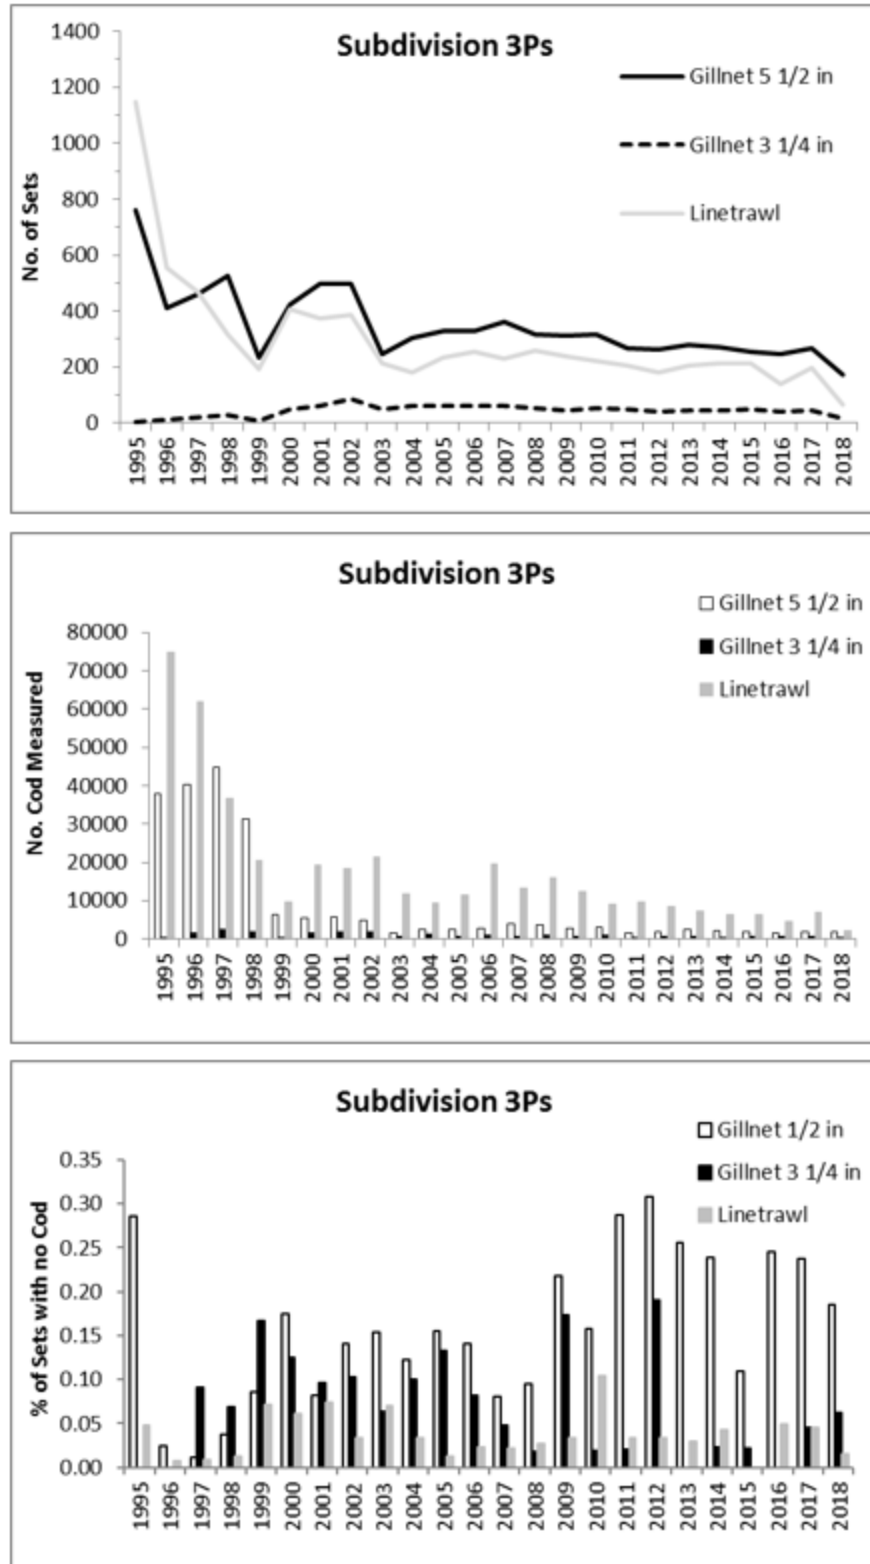 Subdivision 3Ps
Gillnet 5 1/2 in
Gillnet 3 1/4 in
Linetrawl
No. of Sets
1400
1200
1000
800
600
400
200
0
1995 1996 1997 1998 1999 2000 2001 2002 2003 2004 2005 2006 2007 2008 2009 2010 2011 2012 2013 2014 2015 2016 2017 2018
Subdivision 3Ps
Gillnet 5 1/2 in
Gillnet 3 1/4 in
Linetrawl
No. Cod Measured
80000
70000
60000
50000
40000
30000
20000
10000
0
1995 1996 1997 1998 1999 2000 2001 2002 2003 2004 2005 2006 2007 2008 2009 2010 2011 2012 2013 2014 2015 2016 2017 2018
Subdivision 3Ps
Gillnet 1/2 in
Gillnet 3 1/4 in
Linetrawl
% of Sets with no Cod
0.35
0.30
0.25
0.20
0.15
0.10
0.05
0.00
1995 1996 1997 1998 1999 2000 2001 2002 2003 2004 2005 2006 2007 2008 2009 2010 2011 2012 2013 2014 2015 2016 2017 2018